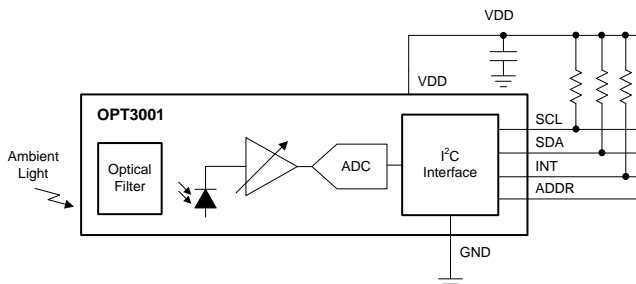 VDD
VDD
OPT3001
SCL
SDA
INT
ADDR
Ambient
Light
Optical
Filter
ADC
I²C
Interface
GND